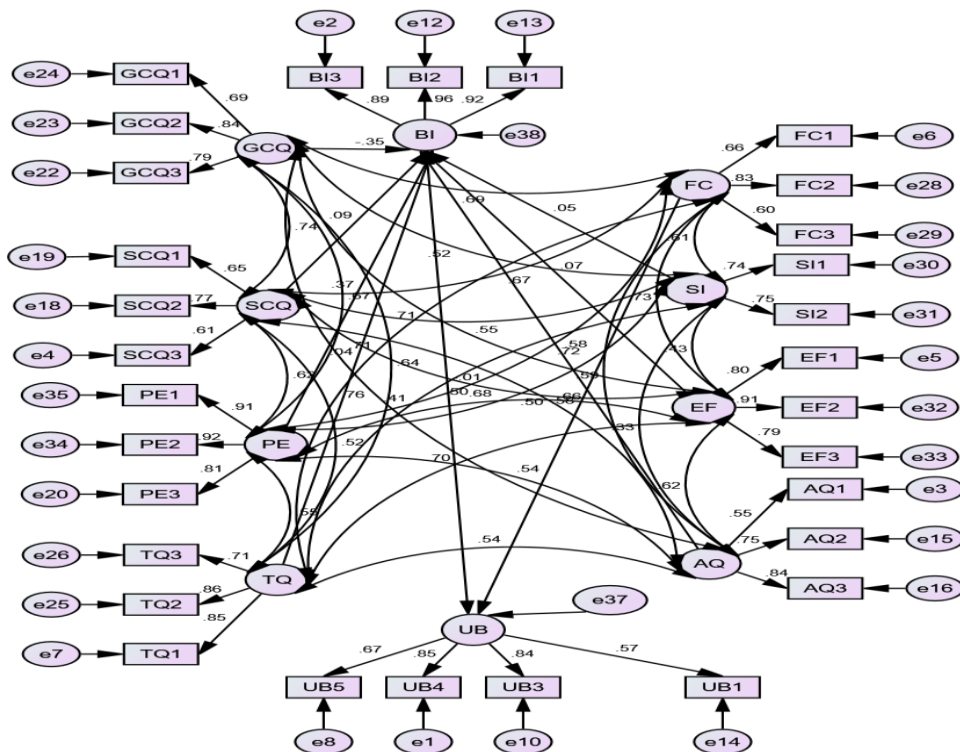 e2 e12 e13
e24 GCQ1 BI3 BI2 BI1
.69 .89 .96 .92
e23 GCQ2 .84 GCQ -.35 BI e38 FC1 e6
.66
e22 GCQ3 .79 FC .83 FC2 e28
.69 .05 .60
.09 FC3 e29
.74 .52 .61
e19 SCQ1 .65 .07 .74 SI1 e30
.37 .67 .67 .73 SI
e18 SCQ2 .77 SCQ .71 .75 SI2 e31
.61 .55 .58
e4 SCQ3 .04 .71 .64 .72 .43 EF1 e5
.62 .01 .59 .80
e35 PE1 .91 .76 .41 .50 .68 .50 .56 .66 EF .91 EF2 e32
e34 PE2 .92 PE .52 .33 .79
.81 .70 .54 EF3 e33
e20 PE3 .62 AQ1 e3
.55
e26 TQ3 .71 .54 .75 AQ2 e15
TQ AQ
e25 TQ2 .86 .84 AQ3 e16
.85 e37
e7 TQ1 UB
.67 .85 .84 .57
UB5 UB4 UB3 UB1
e8 e1 e10 e14